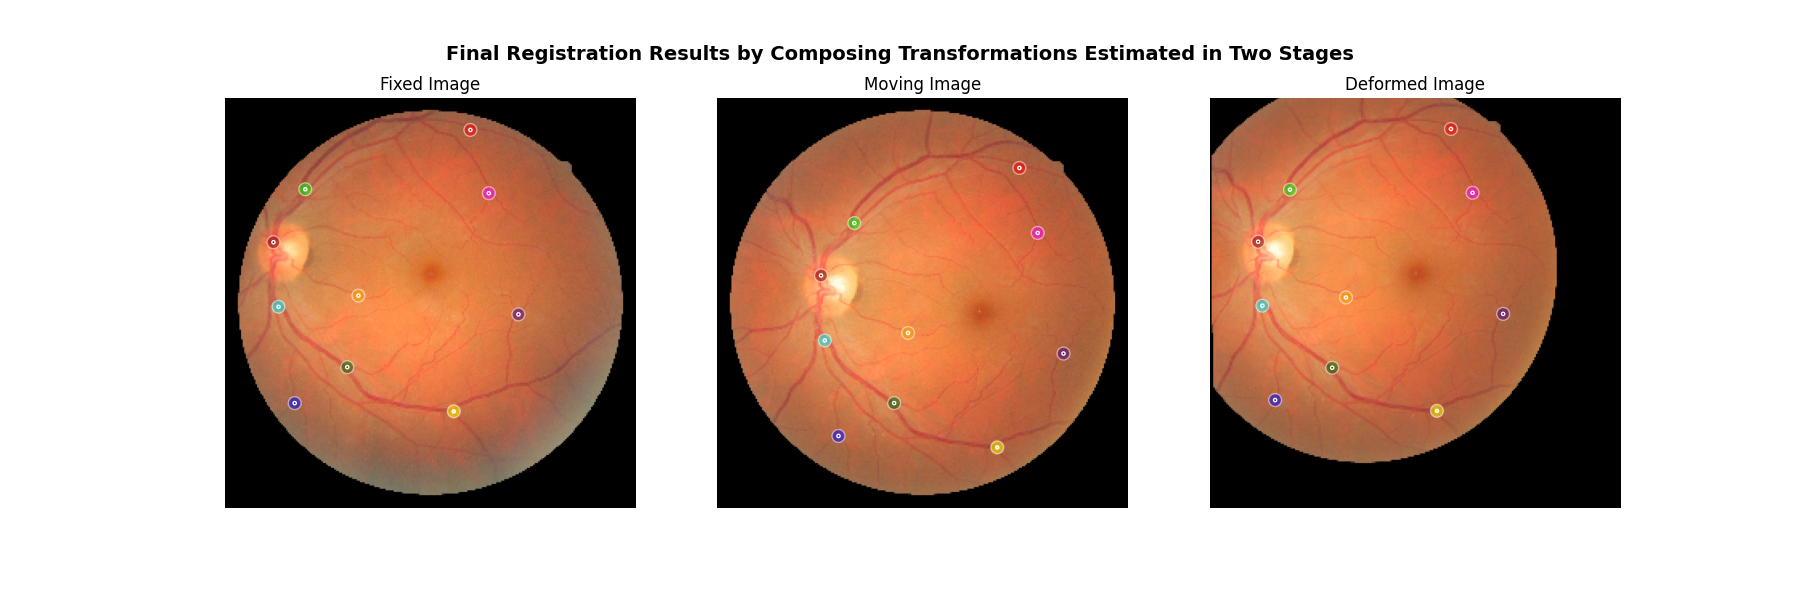 Final Registration Results by Composing Transformations Estimated in Two Stages
Fixed Image
Moving Image
Deformed Image